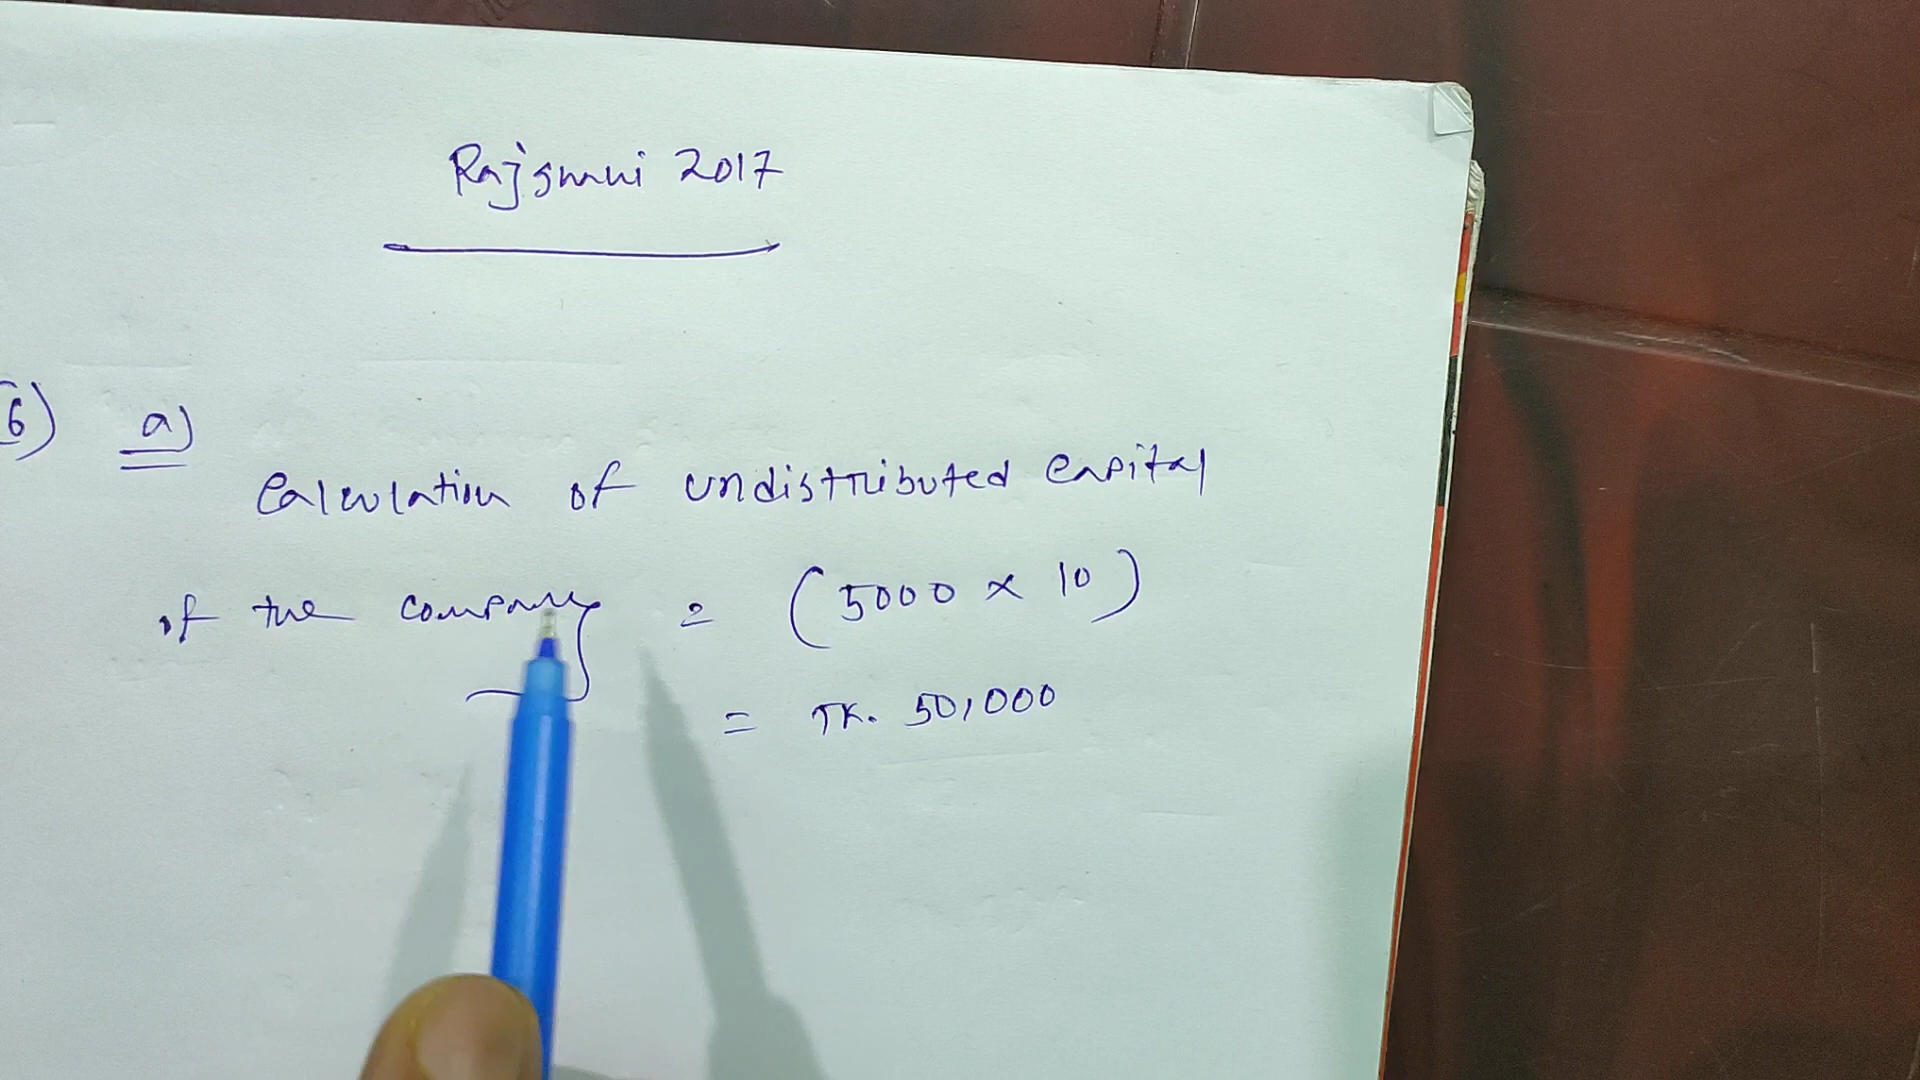 Rajshahi 2017
6) a)
Calculation of undistributed capital
of the company = (5000 × 10)
= TK. 50,000